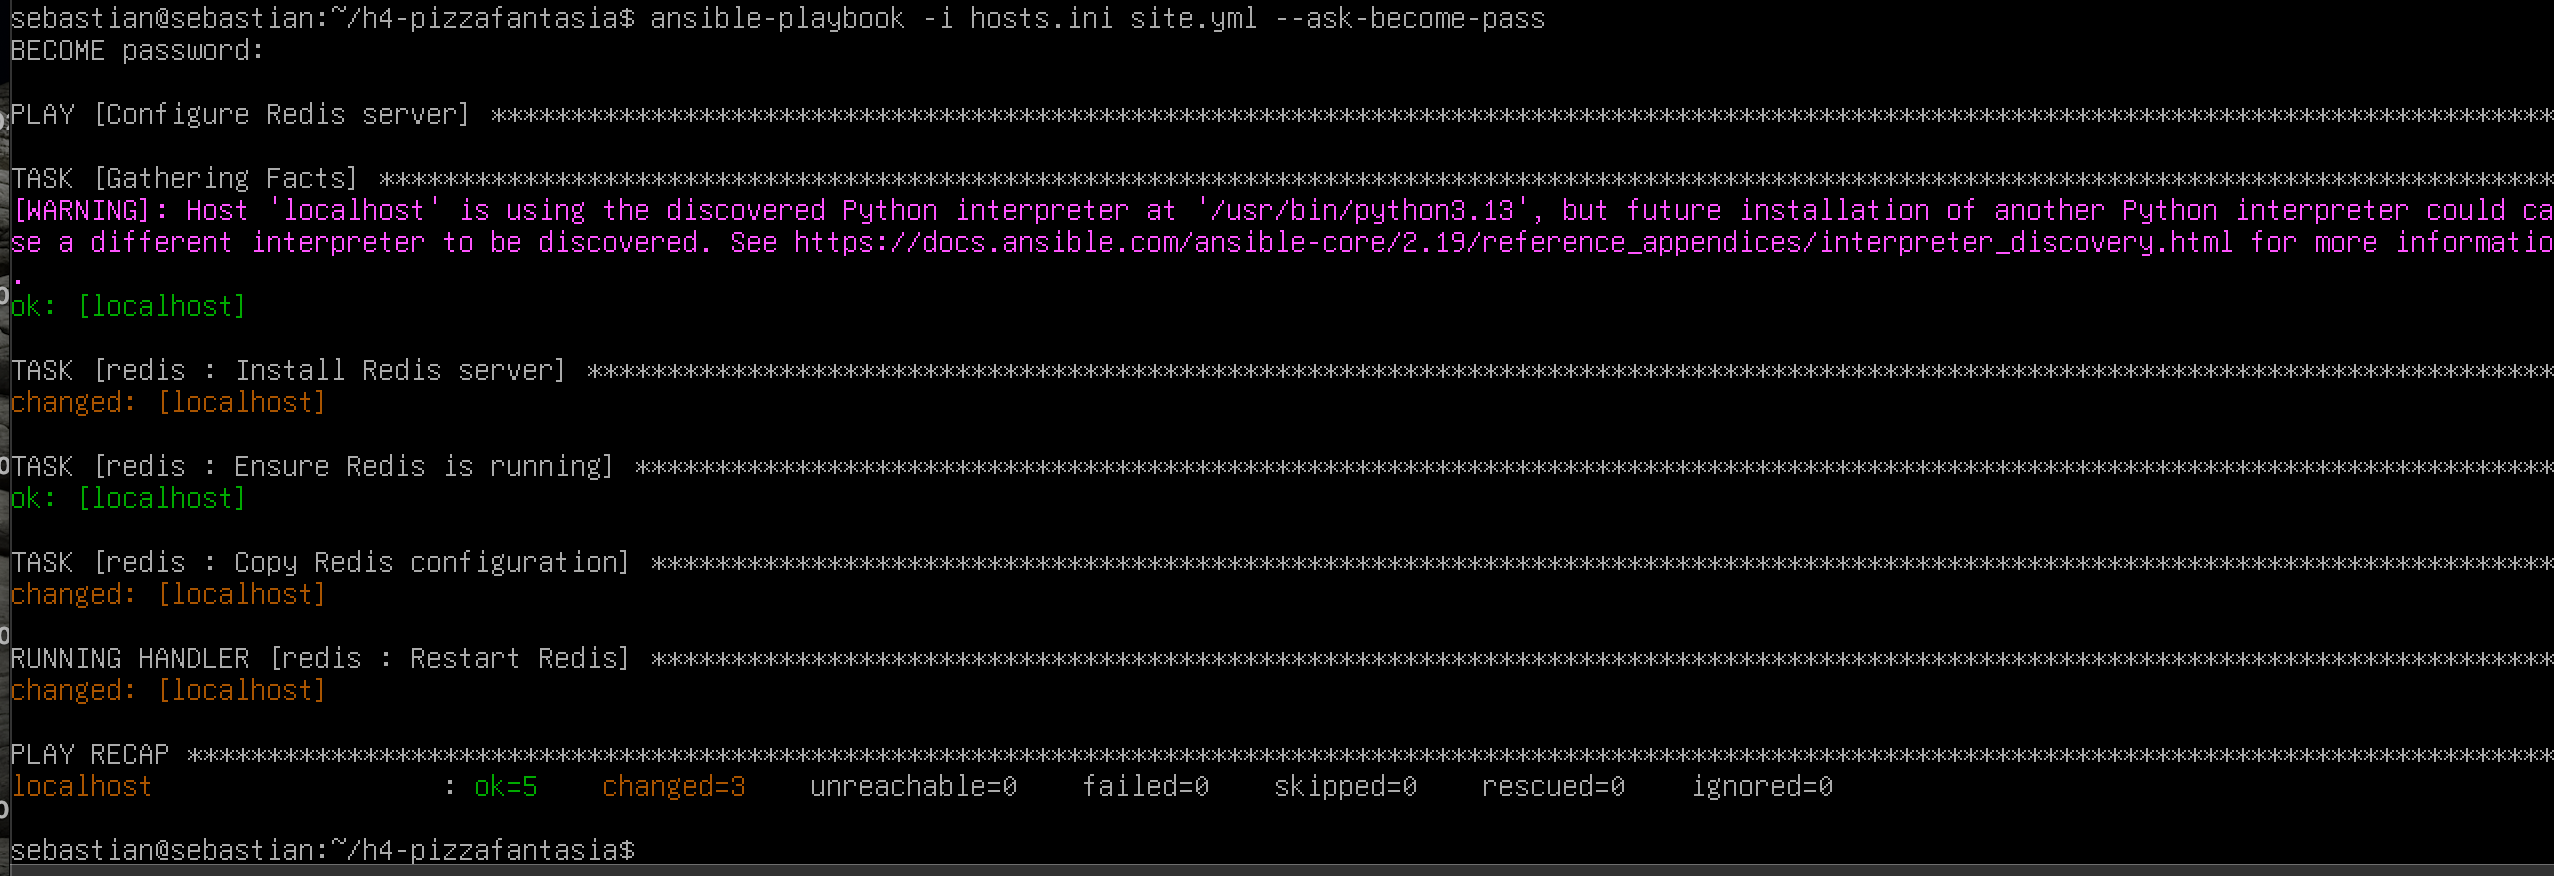 sebastian@sebastian:~/h4-pizzafantasia$ ansible-playbook -i hosts.ini site.yml --ask-become-pass
BECOME password:
PLAY [Configure Redis server] **********************************************************************************************************************************
TASK [Gathering Facts] *****************************************************************************************************************************************
[WARNING]: Host 'localhost' is using the discovered Python interpreter at '/usr/bin/python3.13', but future installation of another Python interpreter could ca
se a different interpreter to be discovered. See https://docs.ansible.com/ansible-core/2.19/reference_appendices/interpreter_discovery.html for more informatio
.
ok: [localhost]
TASK [redis : Install Redis server] ****************************************************************************************************************************
changed: [localhost]
TASK [redis : Ensure Redis is running] *************************************************************************************************************************
ok: [localhost]
TASK [redis : Copy Redis configuration] ************************************************************************************************************************
changed: [localhost]
RUNNING HANDLER [redis : Restart Redis] ************************************************************************************************************************
changed: [localhost]
PLAY RECAP *****************************************************************************************************************************************************
localhost                  : ok=5    changed=3    unreachable=0    failed=0    skipped=0    rescued=0    ignored=0
sebastian@sebastian:~/h4-pizzafantasia$